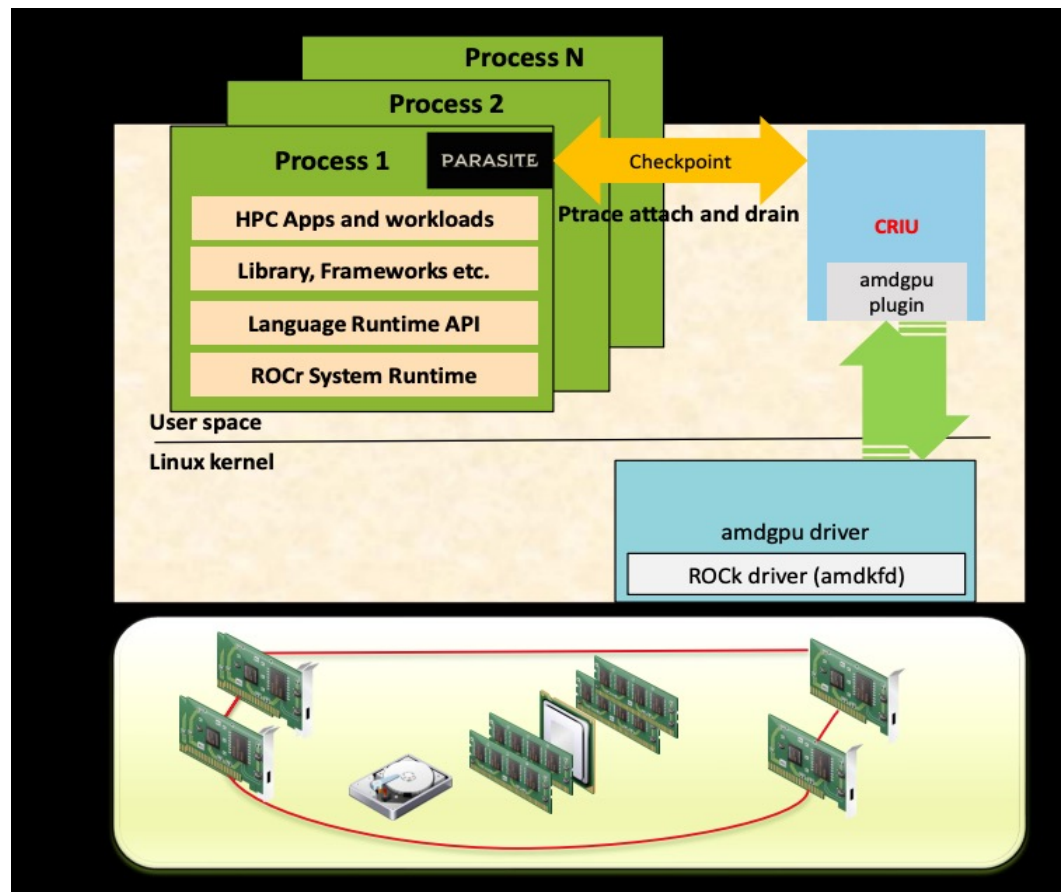 Process N
Process 2
Process 1
PARASITE
Checkpoint
Ptrace attach and drain
HPC Apps and workloads
Library, Frameworks etc.
Language Runtime API
ROCr System Runtime
CRIU
amdgpu
plugin
User space
Linux kernel
amdgpu driver
ROCk driver (amdkfd)